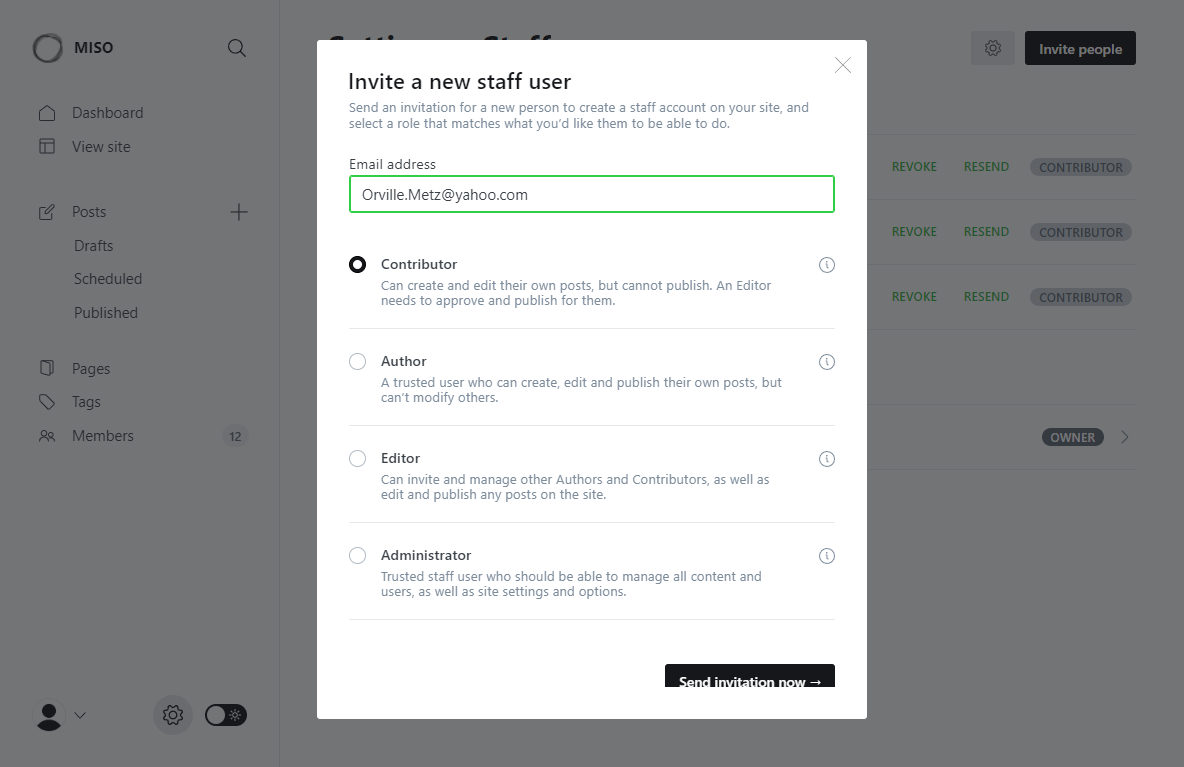 MISO
Dashboard
View site
Posts
Drafts
Scheduled
Published
Pages
Tags
Members
12
Invite people
Invite a new staff user
Send an invitation for a new person to create a staff account on your site, and
select a role that matches what you'd like them to be able to do.
Email address
Orville.Metz@yahoo.com
Contributor
Can create and edit their own posts, but cannot publish. An Editor
needs to approve and publish for them.
Author
A trusted user who can create, edit and publish their own posts, but
can't modify others.
Editor
Can invite and manage other Authors and Contributors, as well as
edit and publish any posts on the site.
Administrator
Trusted staff user who should be able to manage all content and
users, as well as site settings and options.
Send invitation now →
REVOKE RESEND CONTRIBUTOR
REVOKE RESEND CONTRIBUTOR
REVOKE RESEND CONTRIBUTOR
OWNER